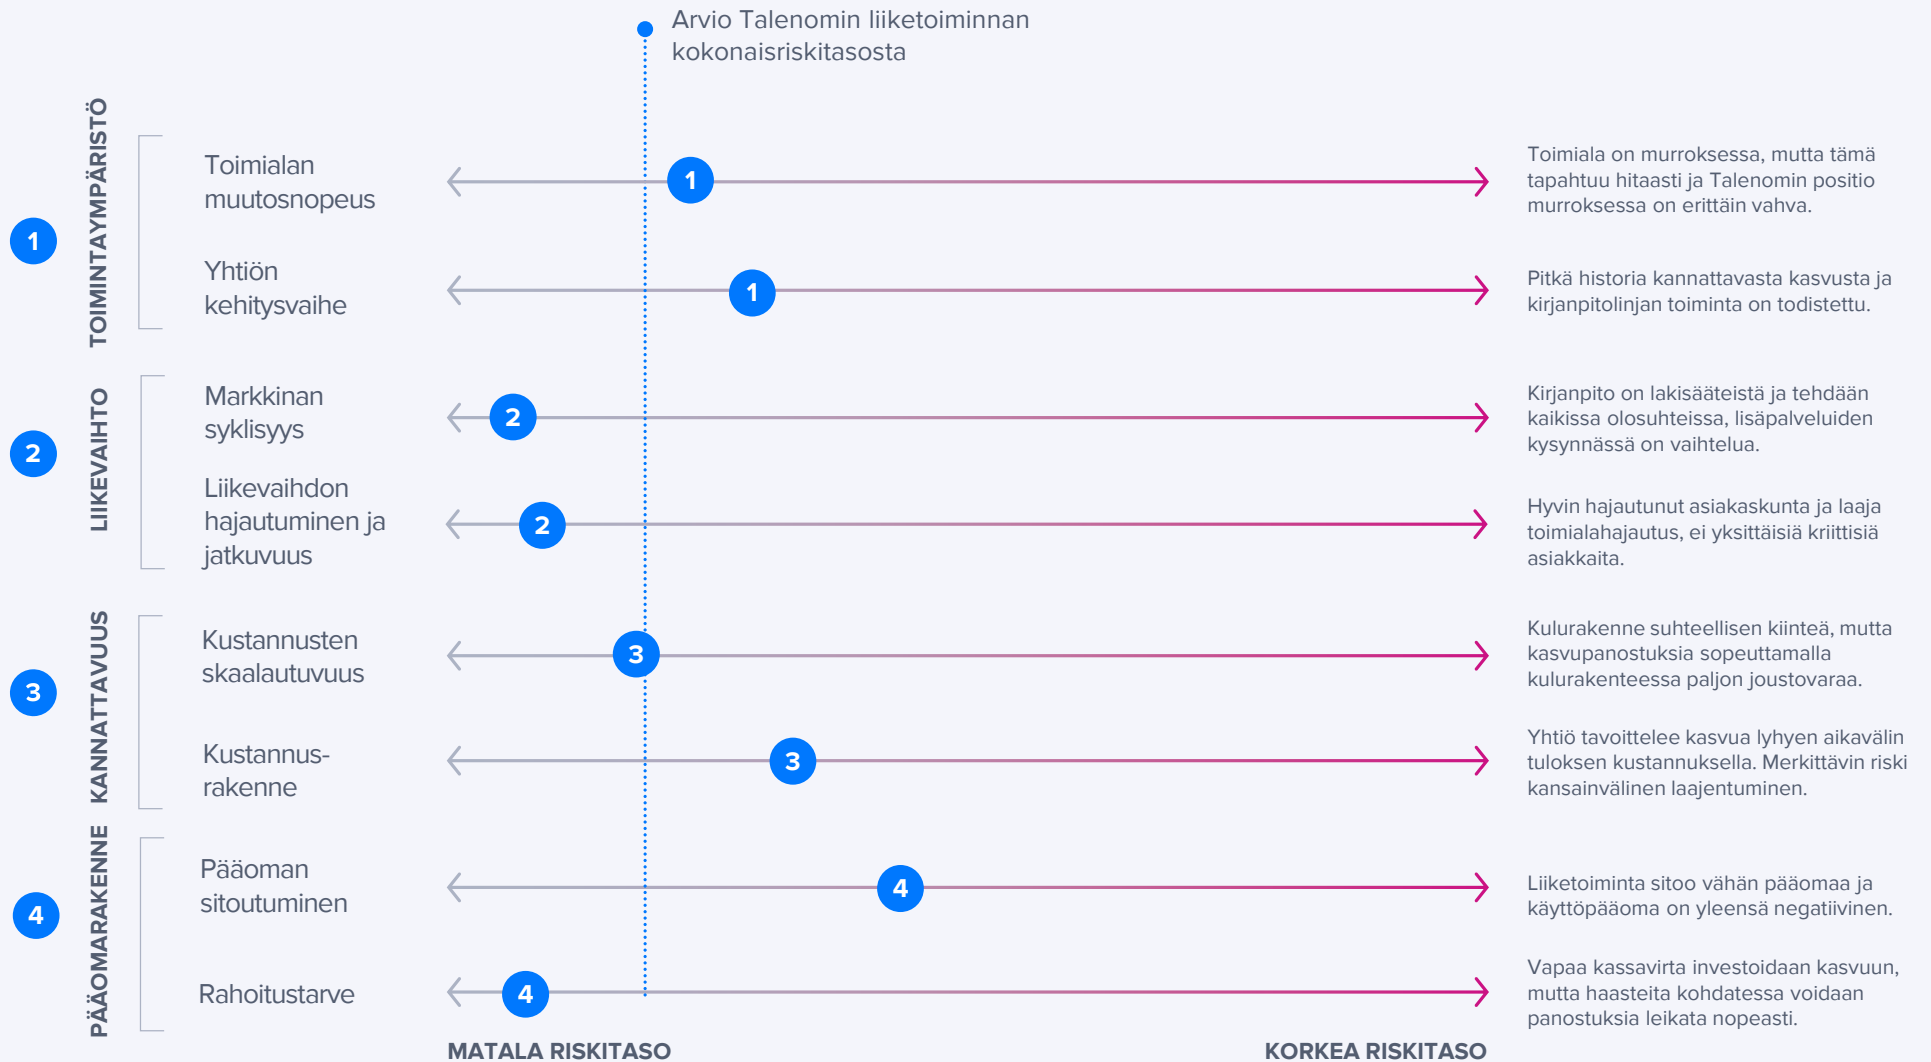 Arvio Talenomin liiketoiminnan
kokonaisriskitasosta
1
TOIMINTAYMPÄRISTÖ
Toimialan
muutosnopeus
1
Toimiala on murroksessa, mutta tämä
tapahtuu hitaasti ja Talenomin positio
murroksessa on erittäin vahva.
Yhtiön
kehitysvaihe
1
Pitkä historia kannattavasta kasvusta ja
kirjanpitolinjan toiminta on todistettu.
2
LIIKEVAIHTO
Markkinan
syklisyys
2
Kirjanpito on lakisääteistä ja tehdään
kaikissa olosuhteissa, lisäpalveluiden
kysynnässä on vaihtelua.
Liikevaihdon
hajautuminen ja
jatkuvuus
2
Hyvin hajautunut asiakaskunta ja laaja
toimialahajautus, ei yksittäisiä kriittisiä
asiakkaita.
3
KANNATTAVUUS
Kustannusten
skaalautuvuus
3
Kulurakenne suhteellisen kiinteä, mutta
kasvupanostuksia sopeuttamalla
kulurakenteessa paljon joustovaraa.
Kustannus-
rakenne
3
Yhtiö tavoittelee kasvua lyhyen aikavälin
tuloksen kustannuksella. Merkittävin riski
kansainvälinen laajentuminen.
4
PÄÄOMARAKENNE
Pääoman
sitoutuminen
4
Liiketoiminta sitoo vähän pääomaa ja
käyttöpääoma on yleensä negatiivinen.
Rahoitustarve
4
Vapaa kassavirta investoidaan kasvuun,
mutta haasteita kohdatessa voidaan
panostuksia leikata nopeasti.
MATALA RISKITASO
KORKEA RISKITASO